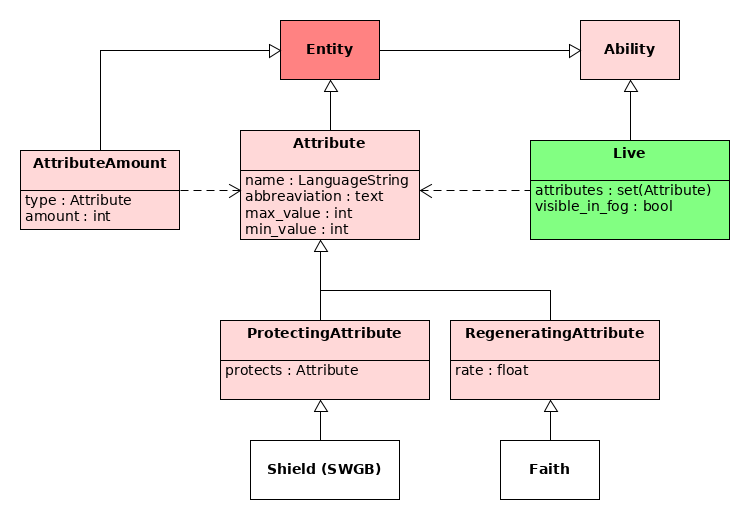 Entity
Ability
AttributeAmount
type : Attribute
amount : int
Attribute
name : LanguageString
abbreaviation : text
max_value : int
min_value : int
Live
attributes : set(Attribute)
visible_in_fog : bool
ProtectingAttribute
protects : Attribute
RegeneratingAttribute
rate : float
Shield (SWGB)
Faith